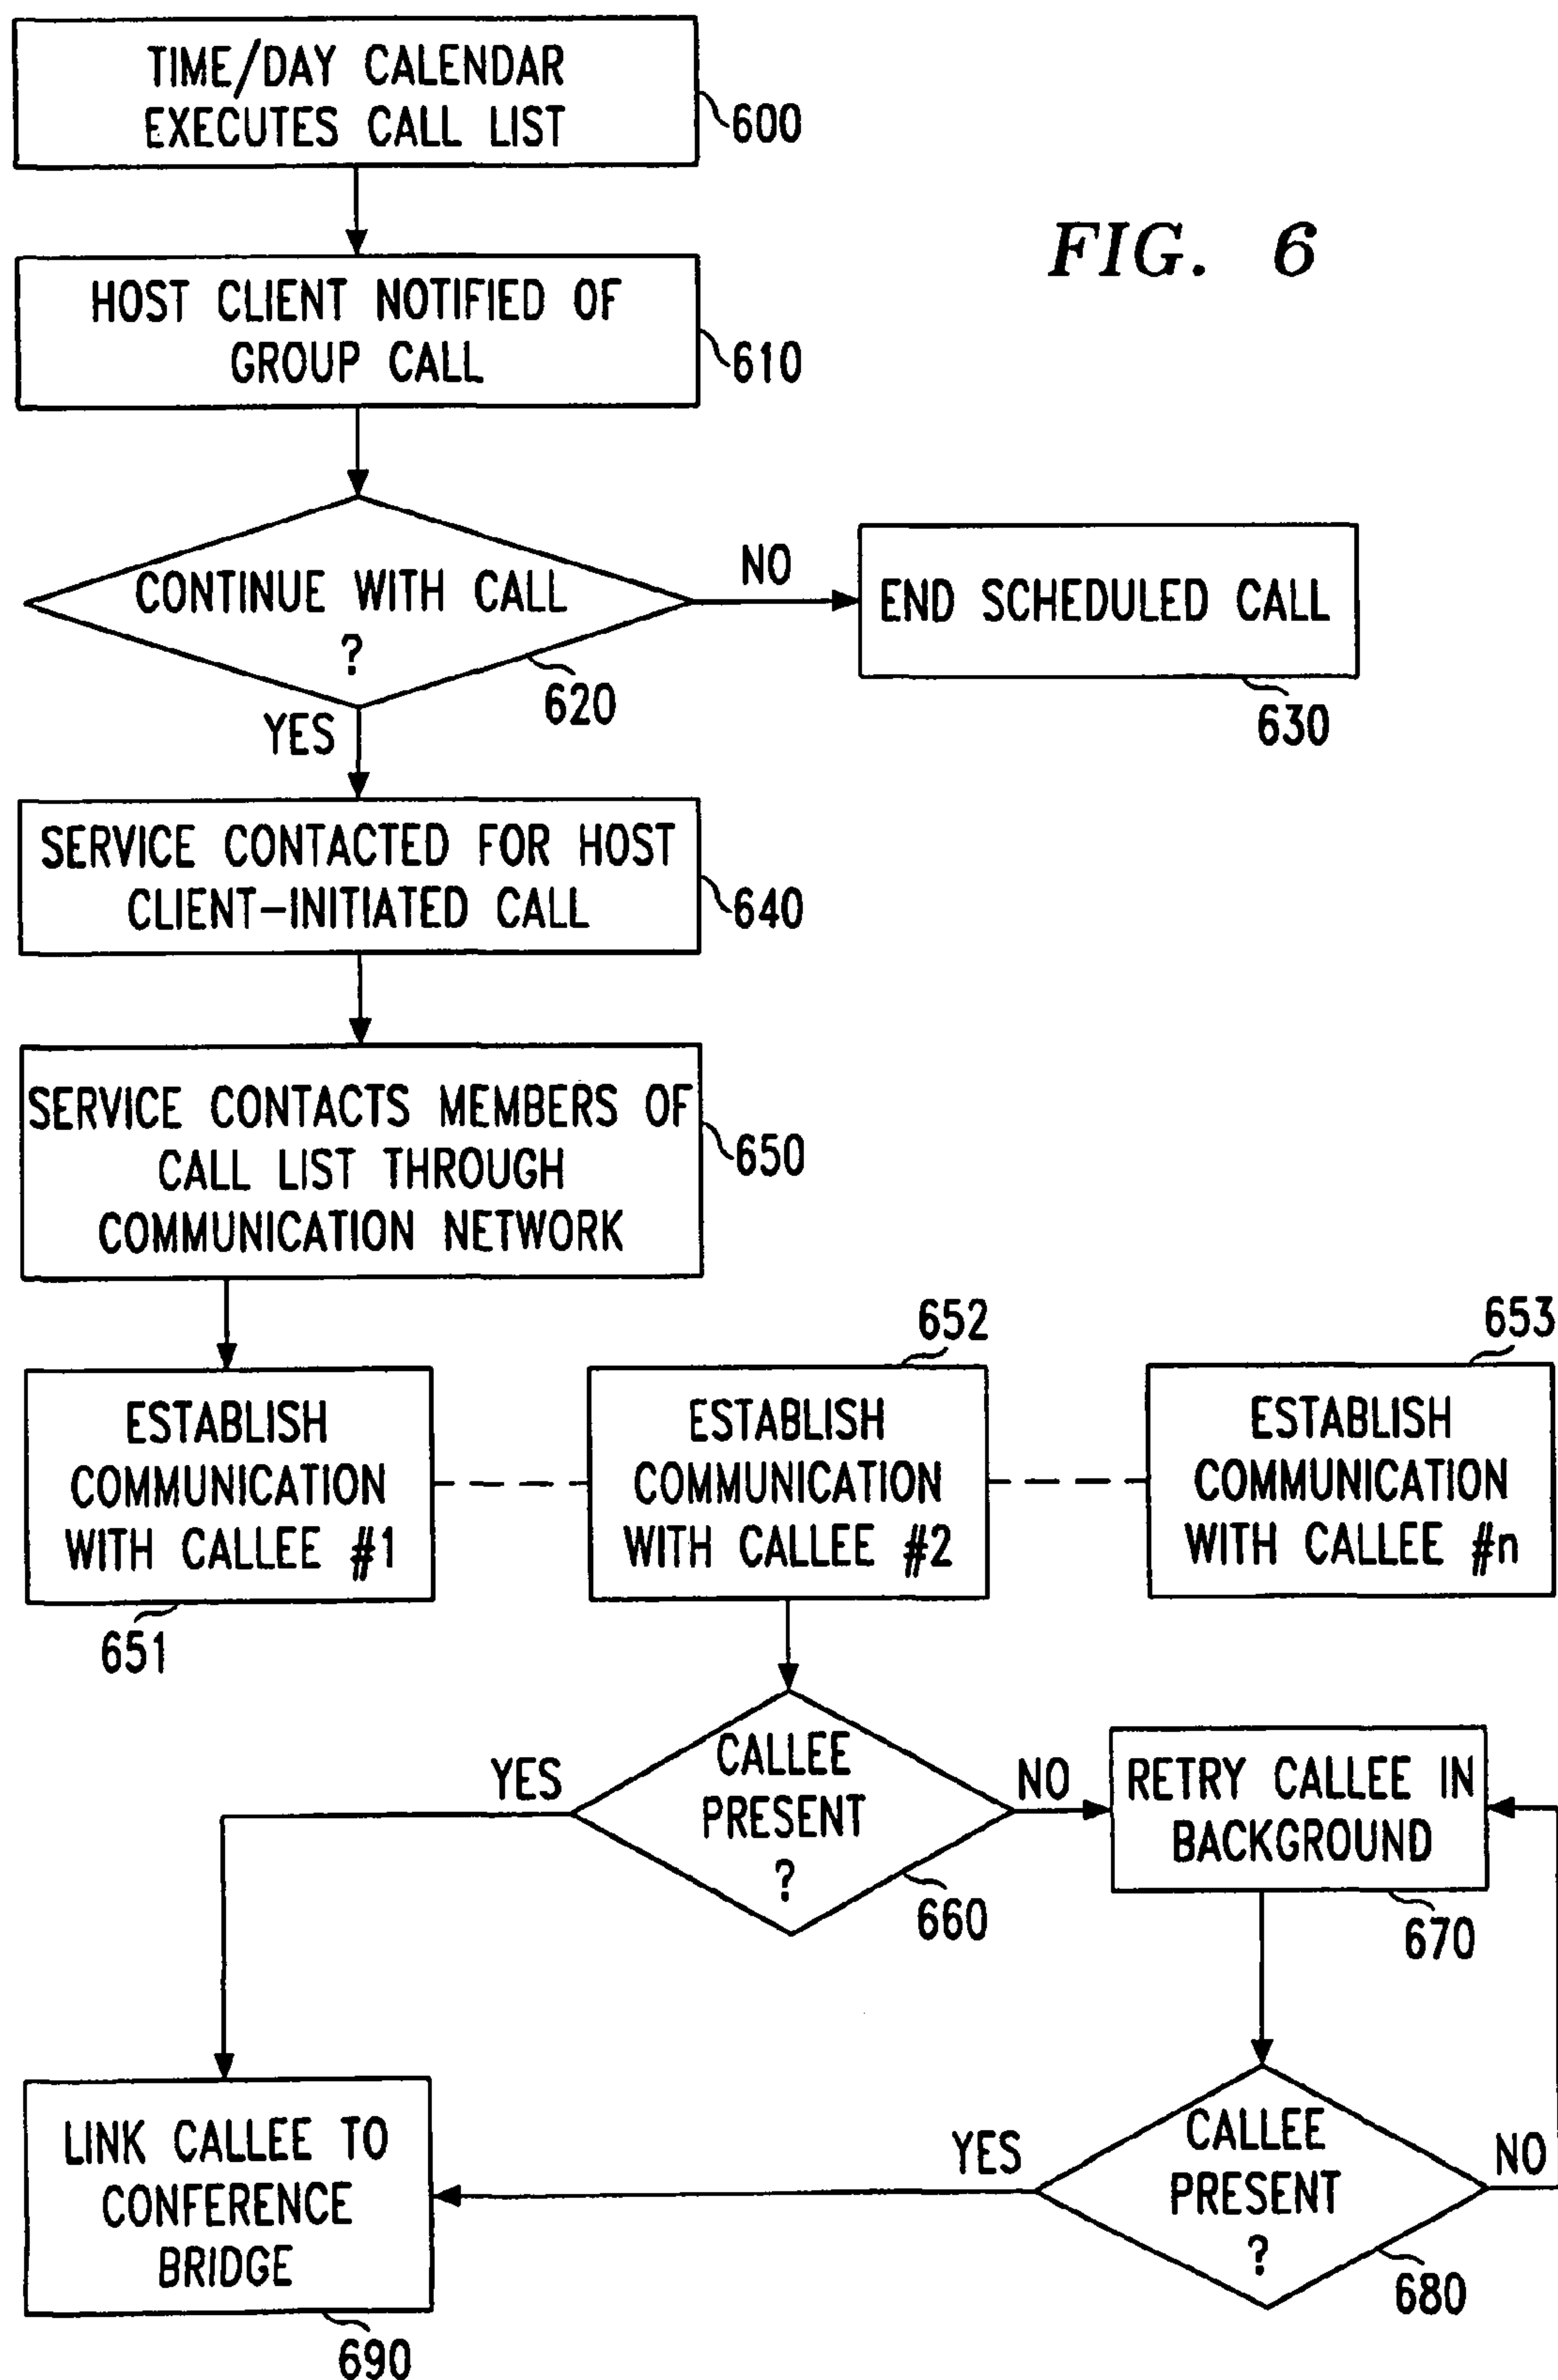 TIME/DAY CALENDAR
EXECUTES CALL LIST
600
FIG. 6
HOST CLIENT NOTIFIED OF
GROUP CALL
610
CONTINUE WITH CALL
?
620
NO
END SCHEDULED CALL
630
YES
SERVICE CONTACTED FOR HOST
CLIENT-INITIATED CALL
640
SERVICE CONTACTS MEMBERS OF
CALL LIST THROUGH
COMMUNICATION NETWORK
650
ESTABLISH
COMMUNICATION
WITH CALLEE #1
651
652
ESTABLISH
COMMUNICATION
WITH CALLEE #2
653
ESTABLISH
COMMUNICATION
WITH CALLEE #n
YES
CALLEE
PRESENT
?
660
NO
RETRY CALLEE IN
BACKGROUND
670
LINK CALLEE TO
CONFERENCE
BRIDGE
690
YES
CALLEE
PRESENT
?
680
NO